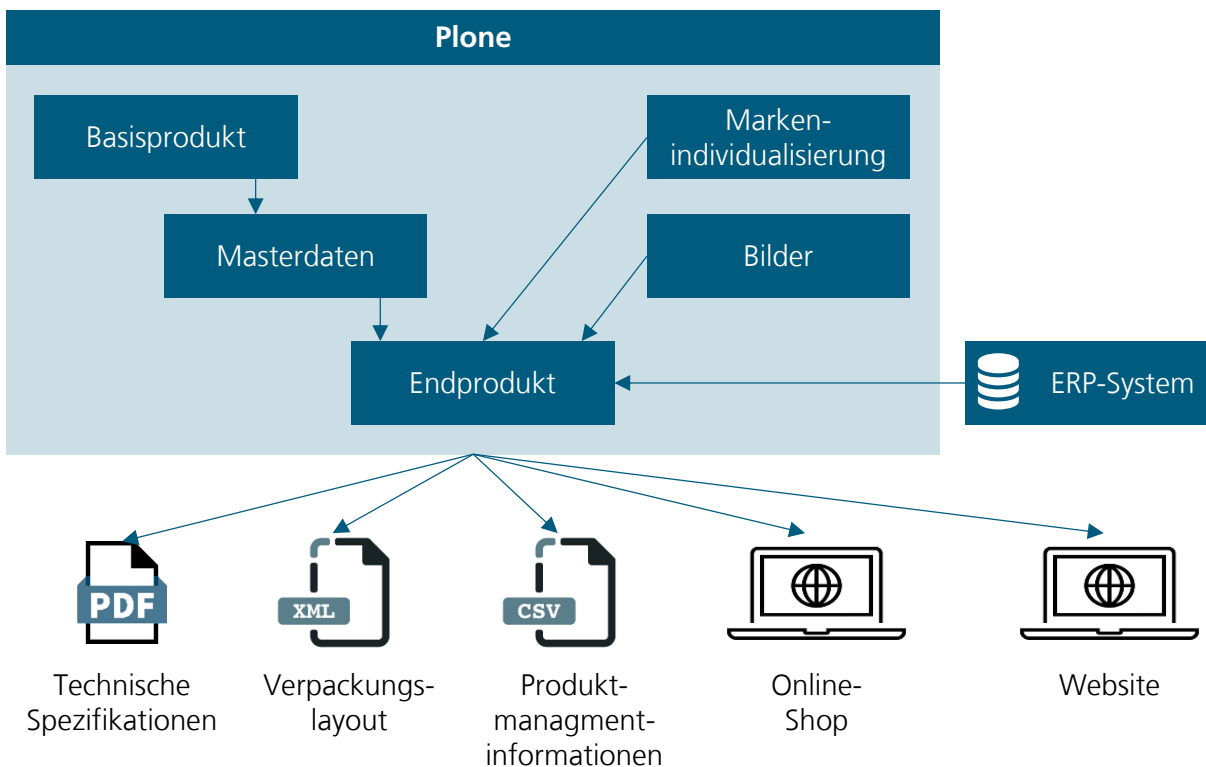 Plone
Basisprodukt
Marken-
individualisierung
Masterdaten
Bilder
Endprodukt
ERP-System
PDF
XML
CSV
Technische
Spezifikationen
Verpackungs-
layout
Produkt-
managment-
informationen
Online-
Shop
Website